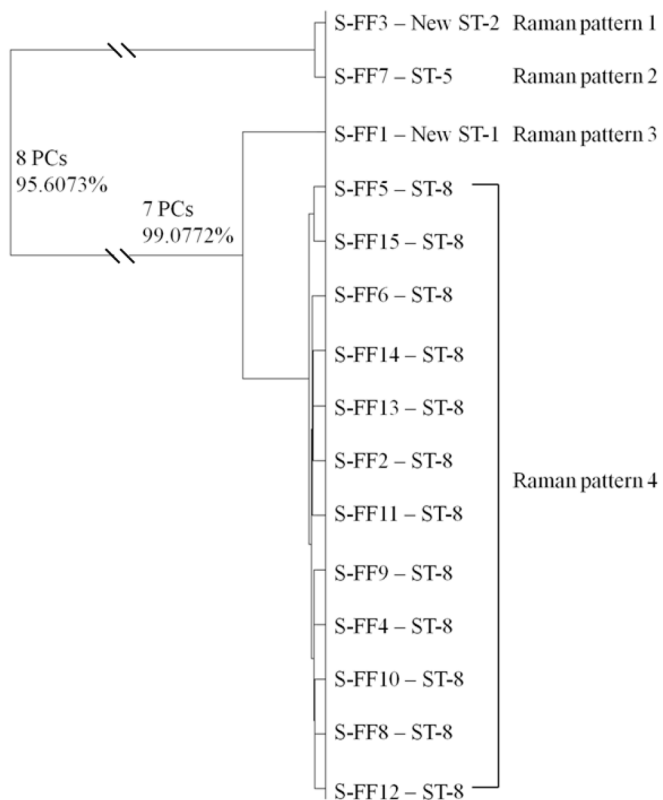 S-FF3 – New ST-2 Raman pattern 1
S-FF7 – ST-5 Raman pattern 2
S-FF1 – New ST-1 Raman pattern 3
8 PCs
95.6073%
7 PCs
99.0772%
S-FF5 – ST-8
S-FF15 – ST-8
S-FF6 – ST-8
S-FF14 – ST-8
S-FF13 – ST-8
S-FF2 – ST-8
Raman pattern 4
S-FF11 – ST-8
S-FF9 – ST-8
S-FF4 – ST-8
S-FF10 – ST-8
S-FF8 – ST-8
S-FF12 – ST-8